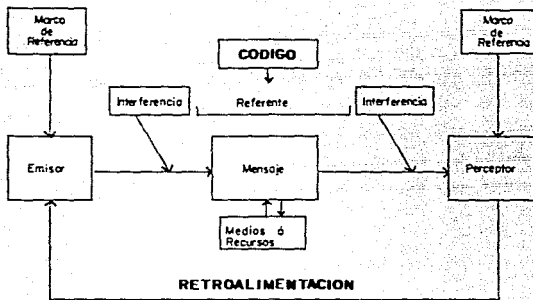 Marco
de
Referencia
Marco
de
Referencia
CODIGO
Interferencia
Referente
Interferencia
Emisor
Mensaje
Perceptor
Medios ó
Recursos
RETROALIMENTACION